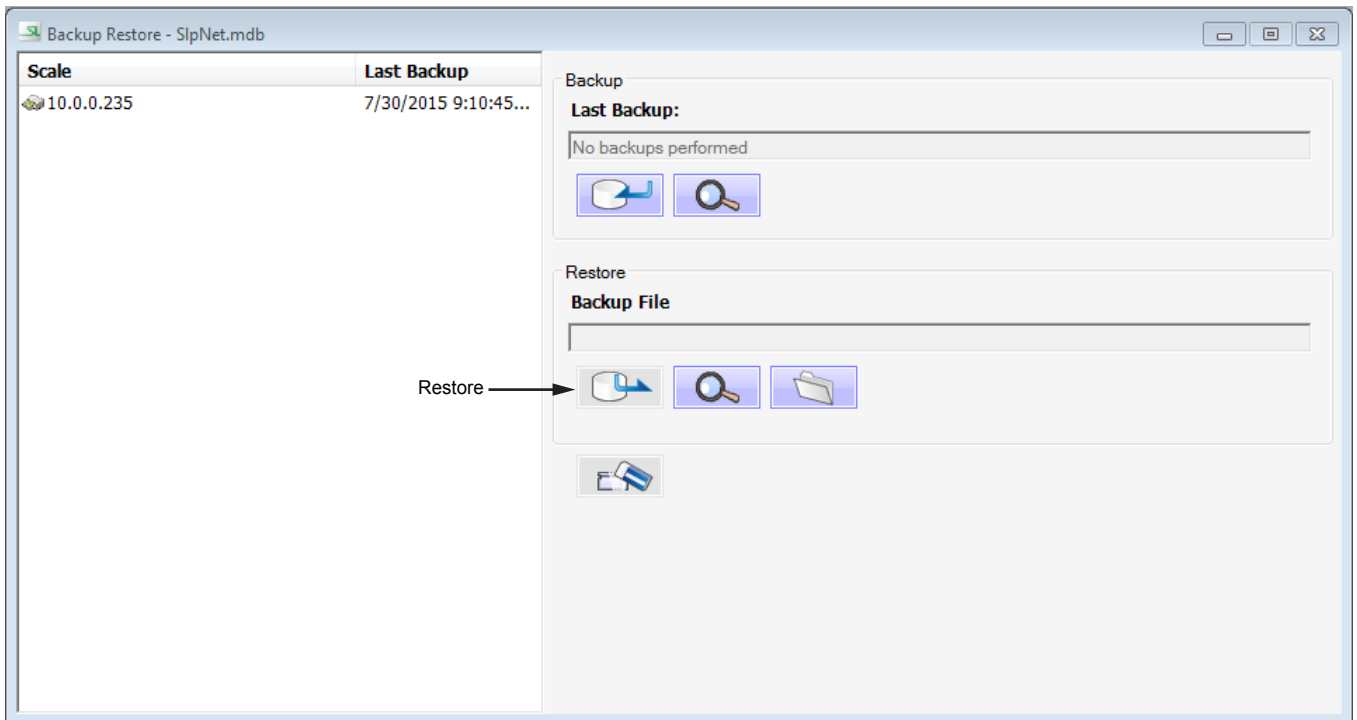 Backup Restore - SlpNet.mdb
Scale Last Backup
10.0.0.235 7/30/2015 9:10:45...
Backup
Last Backup:
No backups performed
Restore
Backup File
Restore